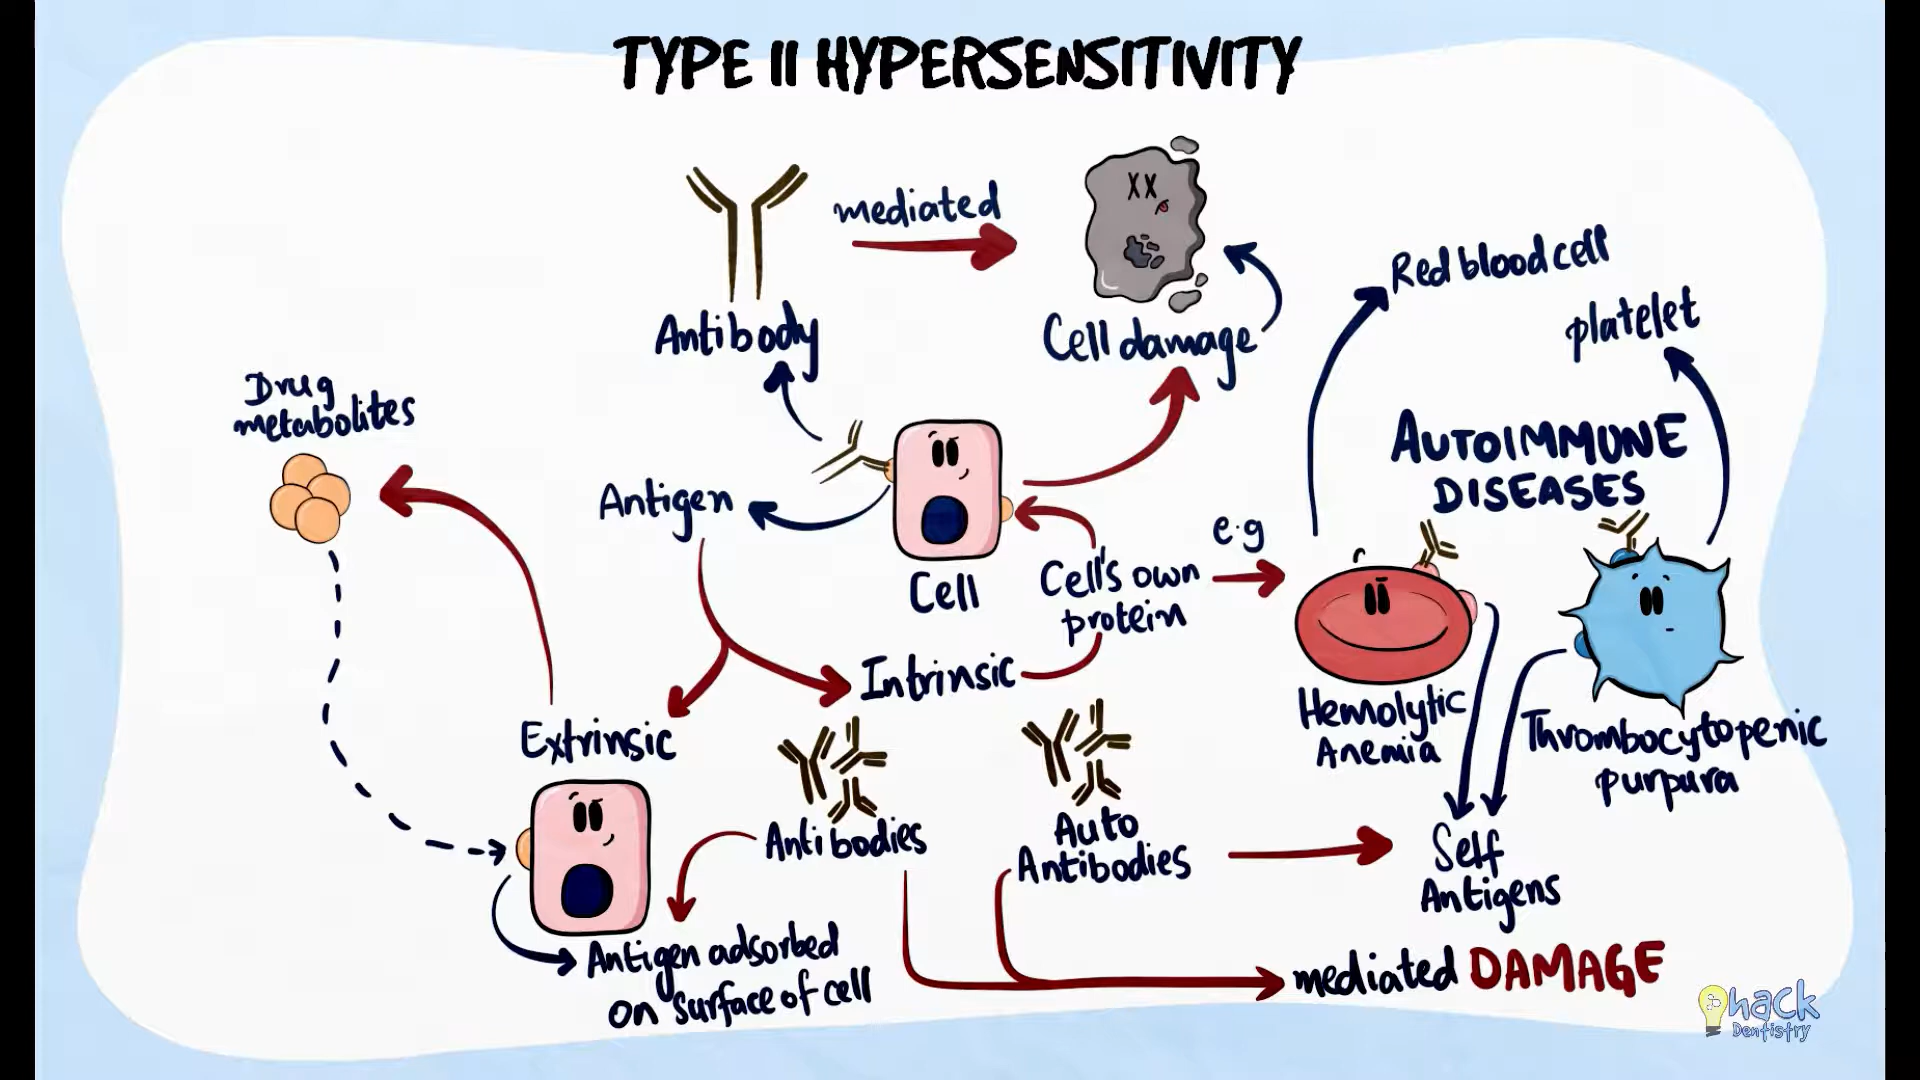 TYPE II HYPERSENSITIVITY
mediated
Antibody
Cell damage
Red blood cell
platelet
Drug
metabolites
AUTOIMMUNE
DISEASES
Antigen
Cell
Cell's own
protein
e.g
Intrinsic
Extrinsic
Hemolytic
Anemia
Thrombocytopenic
purpura
Antibodies
Auto
Antibodies
Self
Antigens
Antigen adsorbed
on surface of cell
mediated DAMAGE
hack
Dentistry